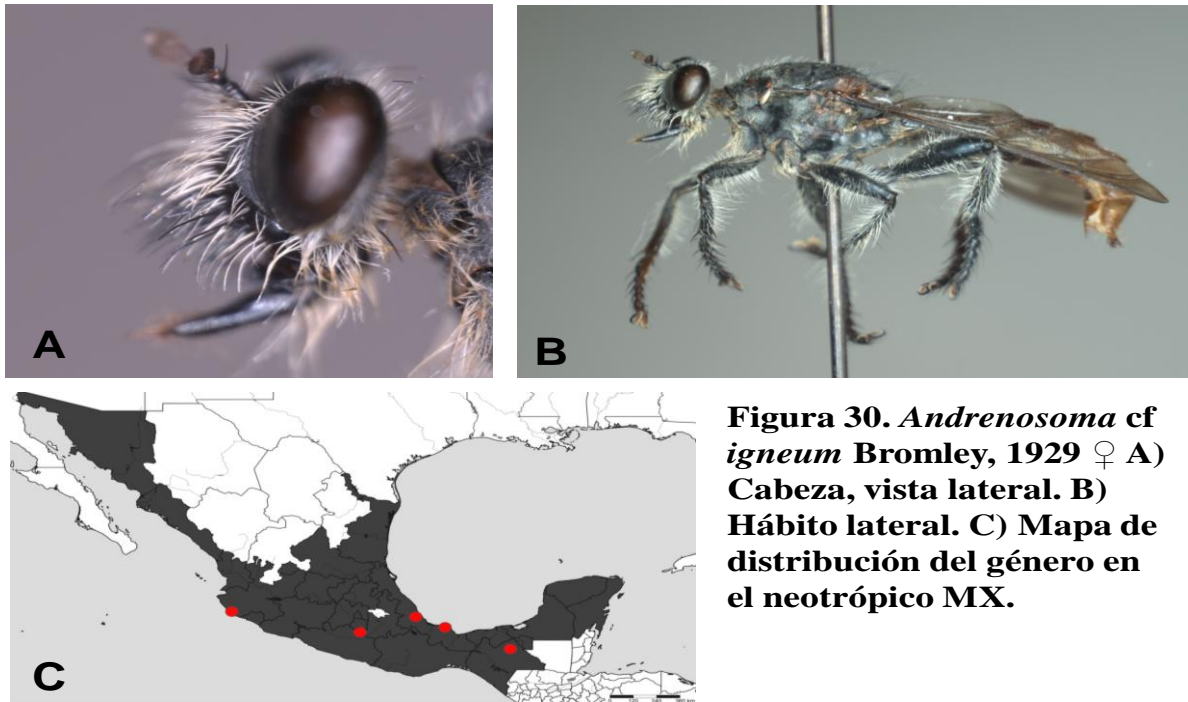 A
B
Figura 30. Andrenosoma cf
igneum Bromley, 1929 ♀ A)
Cabeza, vista lateral. B)
Hábito lateral. C) Mapa de
distribución del género en
el neotrópico MX.
C